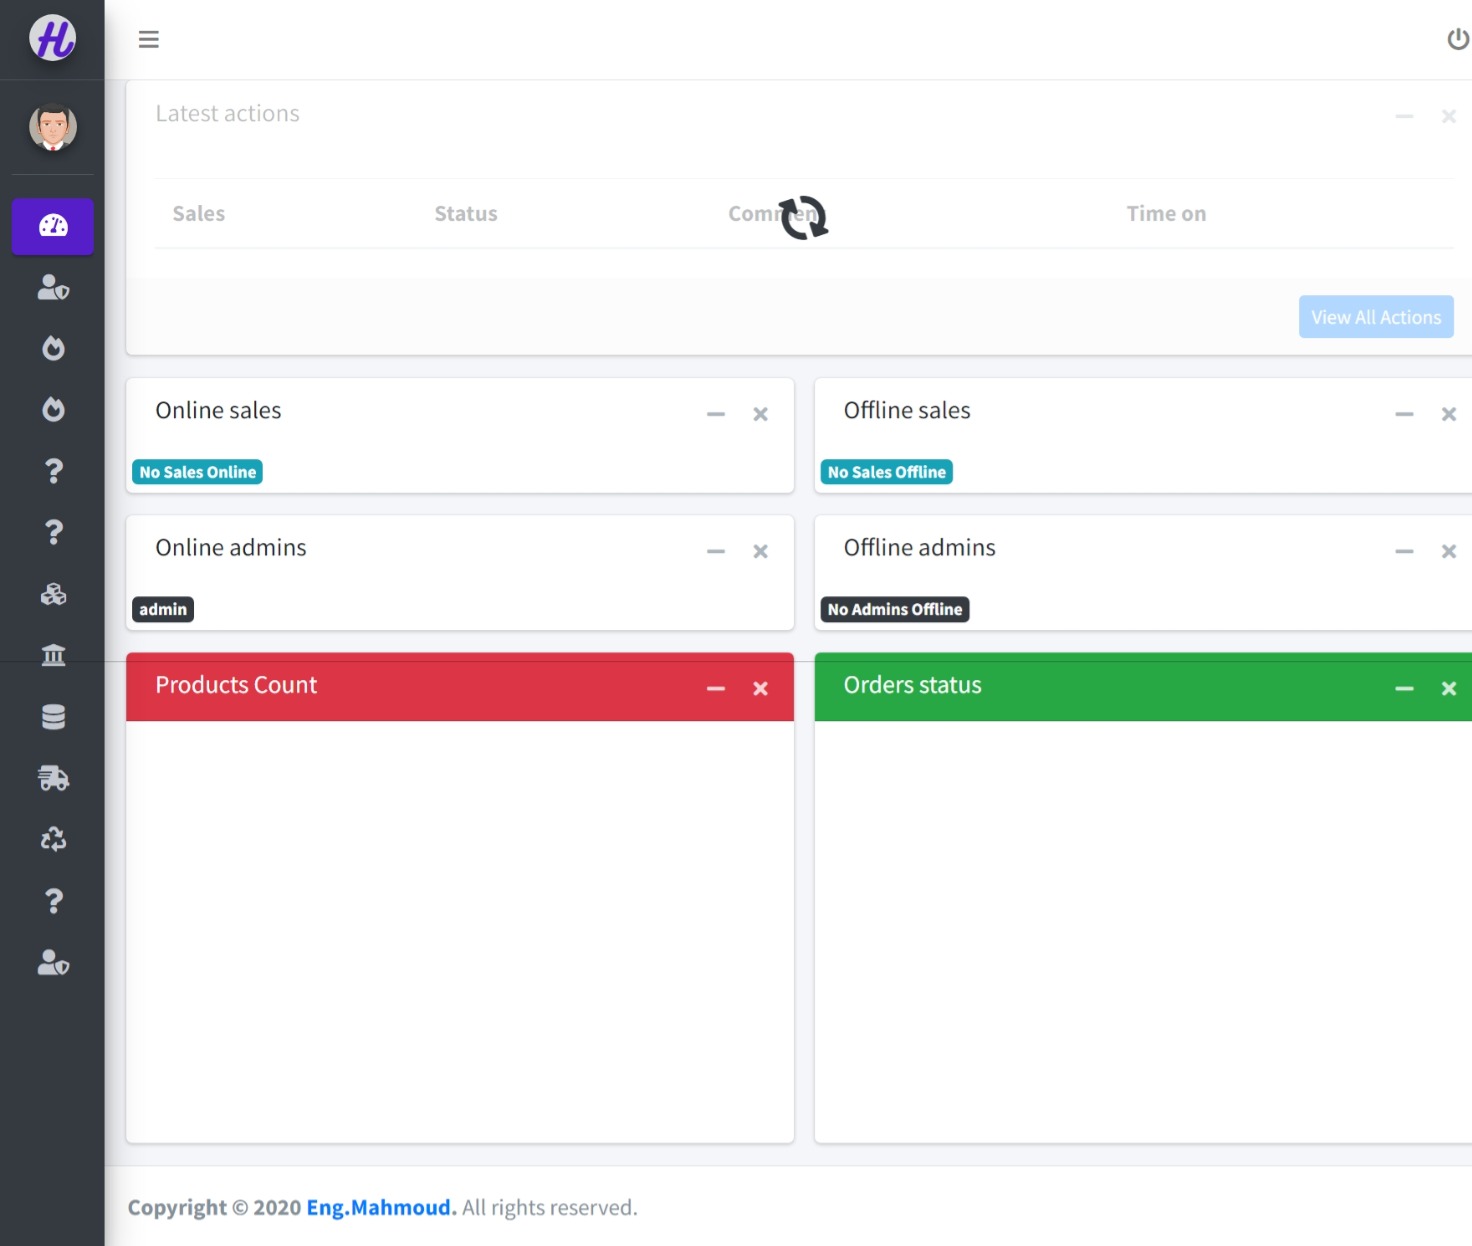 H
Latest actions
Sales Status Commen Time on
View All Actions
Online sales
Offline sales
No Sales Online
No Sales Offline
Online admins
Offline admins
admin
No Admins Offline
Products Count
Orders status
Copyright © 2020 Eng.Mahmoud. All rights reserved.